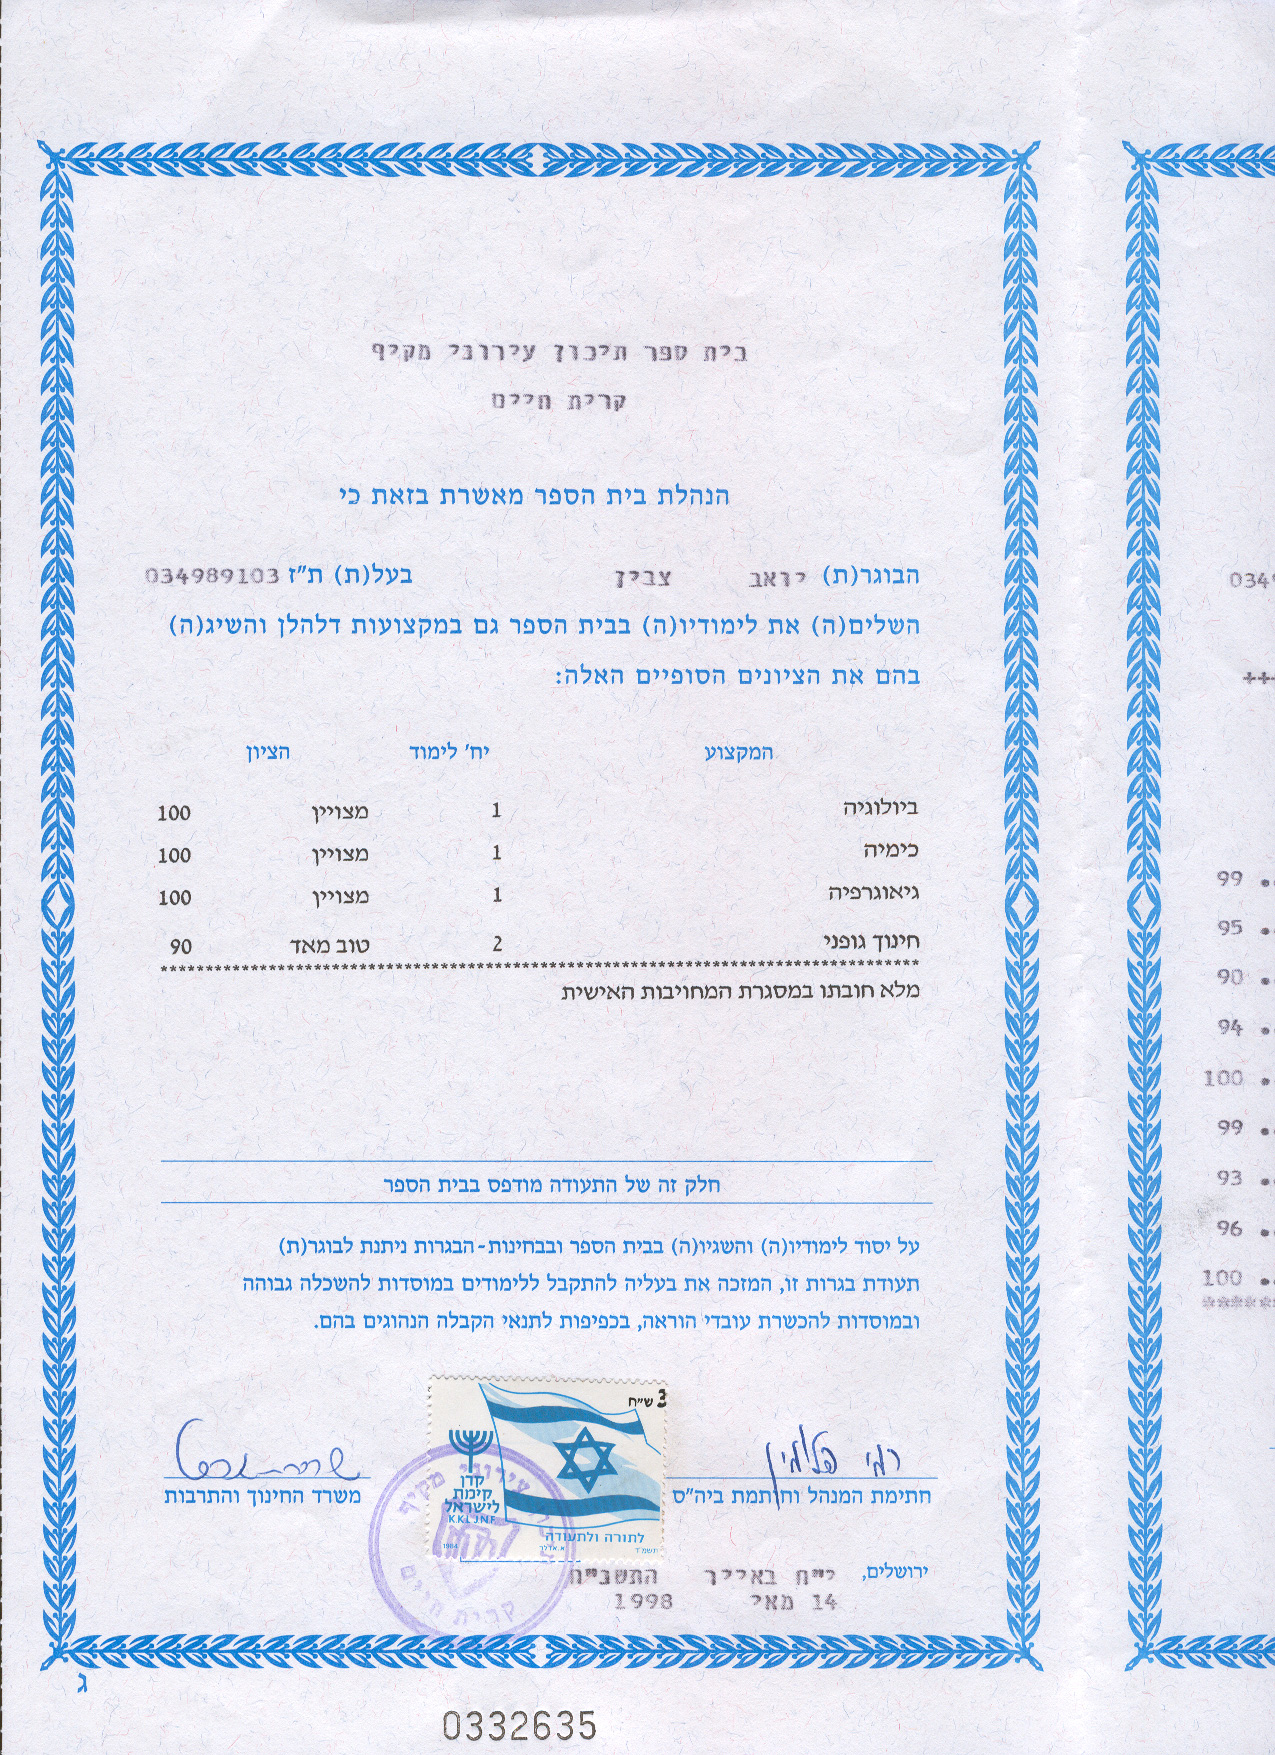 בית ספר תיכון עירוני מקיף
קרית חיים
הנהלת בית הספר מאשרת בזאת כי
הבוגר(ת) יואב צבין בעל(ת) ת"ז 034989103
השלים(ה) את לימודיו(ה) בבית הספר גם במקצועות דלהלן והשיג(ה)
בהם את הציונים הסופיים האלה:
המקצוע יח' לימוד הציון
ביולוגיה 1 מצויין 100
כימיה 1 מצויין 100
גיאוגרפיה 1 מצויין 100
חינוך גופני 2 טוב מאד 90
מלא חובתו במסגרת המחויבות האישית
חלק זה של התעודה מודפס בבית הספר
על יסוד לימודיו(ה) והשגיו(ה) בבית הספר ובבחינות-הבגרות ניתנת לבוגר(ת)
תעודת בגרות זו, המזכה את בעליה להתקבל ללימודים במוסדות להשכלה גבוהה
ובמוסדות להכשרת עובדי הוראה, בכפיפות לתנאי הקבלה הנהוגים בהם.
3 ש"ח
קרן
קימת
לישראל
K.K.L J.N.F.
לתורה ולתעודה
1984 א. אדלר תשמ"ד
עירוני מקיף
קרית חיים
חתימת המנהל וחותמת ביה"ס
משרד החינוך והתרבות
ירושלים, י"ח באייר התשנ"ח
14 מאי 1998
ג
0332635
0349
+++
99
95
90
94
100
99
93
96
100